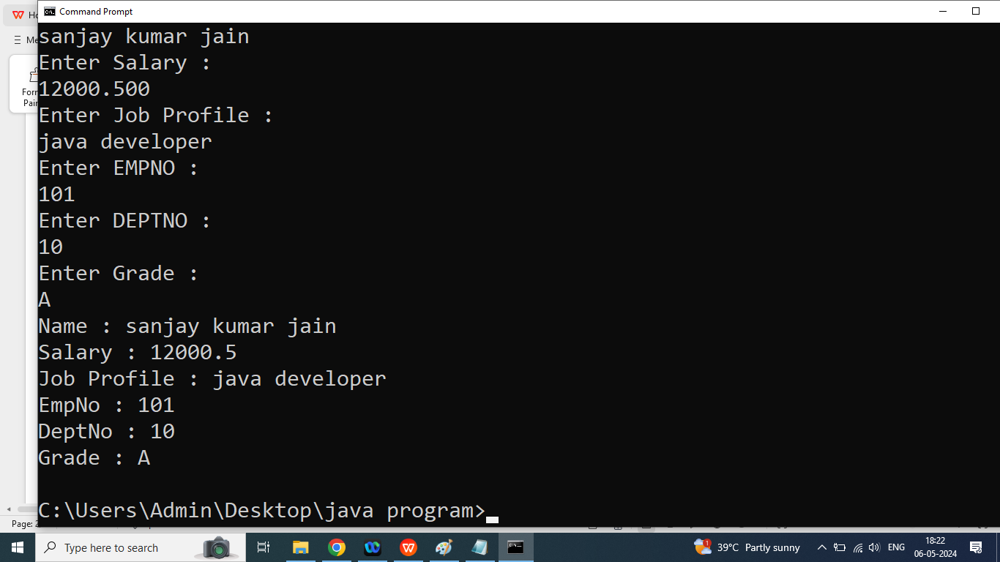 Command Prompt
sanjay kumar jain
Enter Salary :
12000.500
Enter Job Profile :
java developer
Enter EMPNO :
101
Enter DEPTNO :
10
Enter Grade :
A
Name : sanjay kumar jain
Salary : 12000.5
Job Profile : java developer
EmpNo : 101
DeptNo : 10
Grade : A
C:\Users\Admin\Desktop\java program>
Ho
Me
Form
Pain
Page: 2
Type here to search
1
39°C Partly sunny
ENG
18:22
06-05-2024